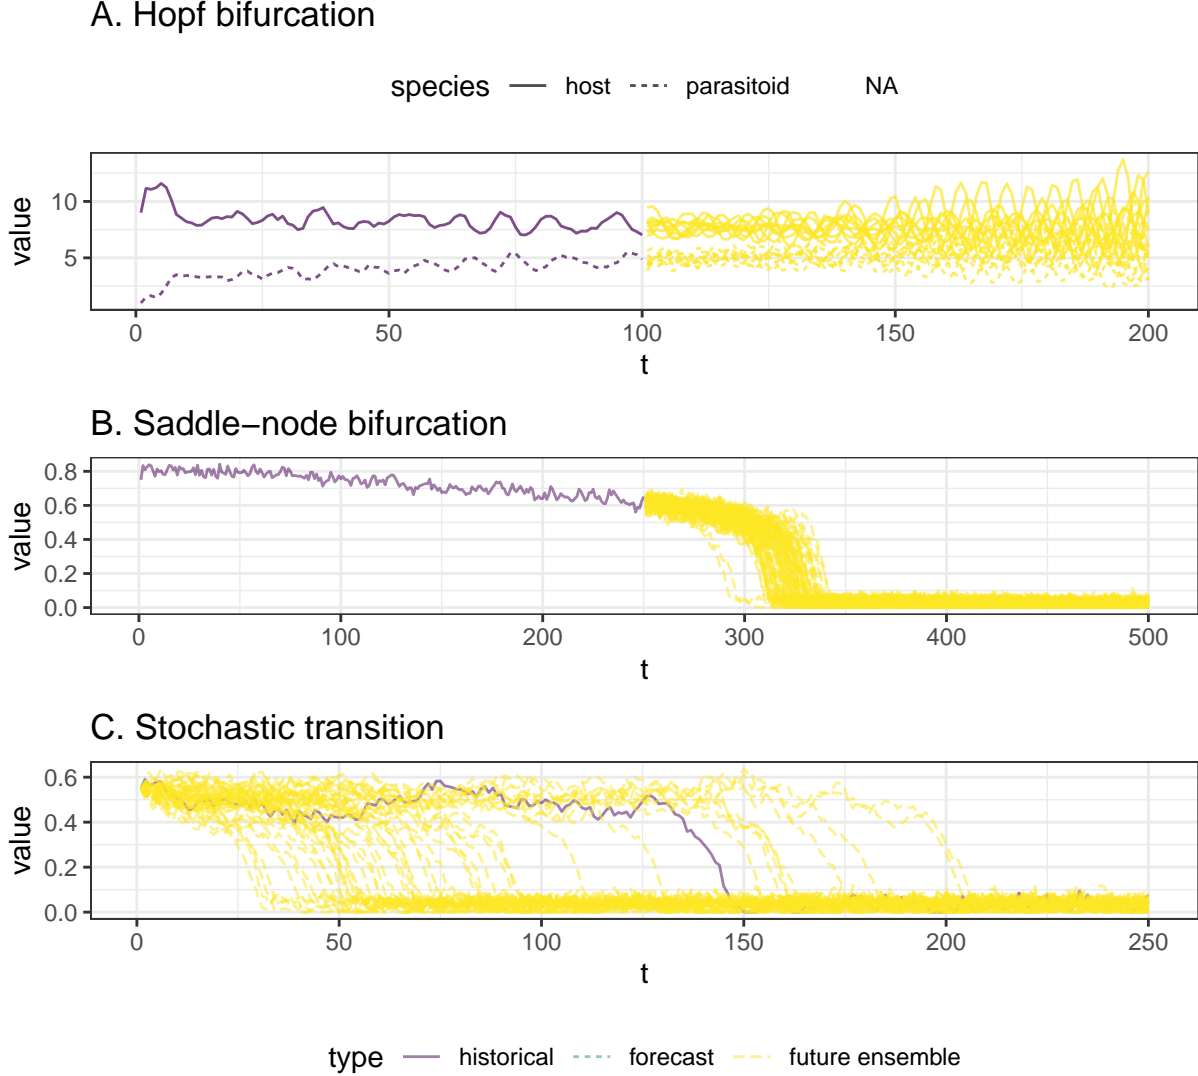 A. Hopf bifurcation
species host parasitoid NA
value
10
5
0 50 100 150 200
t
B. Saddle−node bifurcation
value
0.8
0.6
0.4
0.2
0.0
0 100 200 300 400 500
t
C. Stochastic transition
value
0.6
0.4
0.2
0.0
0 50 100 150 200 250
t
type historical forecast future ensemble